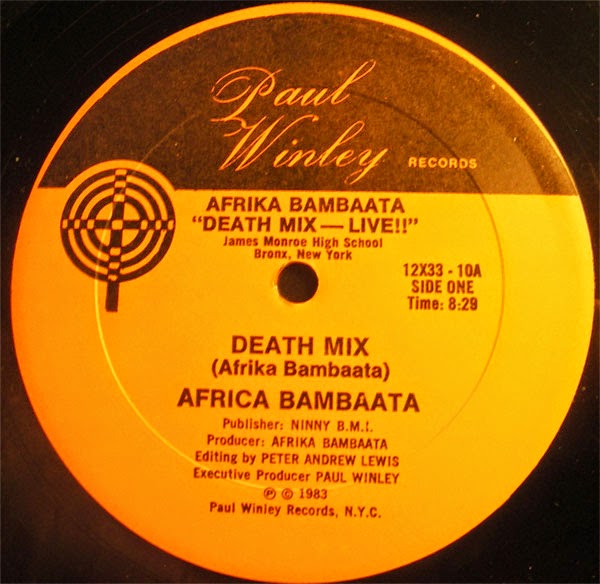 Paul
Winley RECORDS
AFRIKA BAMBAATA
“DEATH MIX — LIVE!!”
James Monroe High School
Bronx, New York
12X33 - 10A
SIDE ONE
Time: 8:29
DEATH MIX
(Afrika Bambaata)
AFRICA BAMBAATA
Publisher: NINNY B.M.I.
Producer: AFRIKA BAMBAATA
Editing by PETER ANDREW LEWIS
Executive Producer PAUL WINLEY
℗ © 1983
Paul Winley Records, N.Y.C.